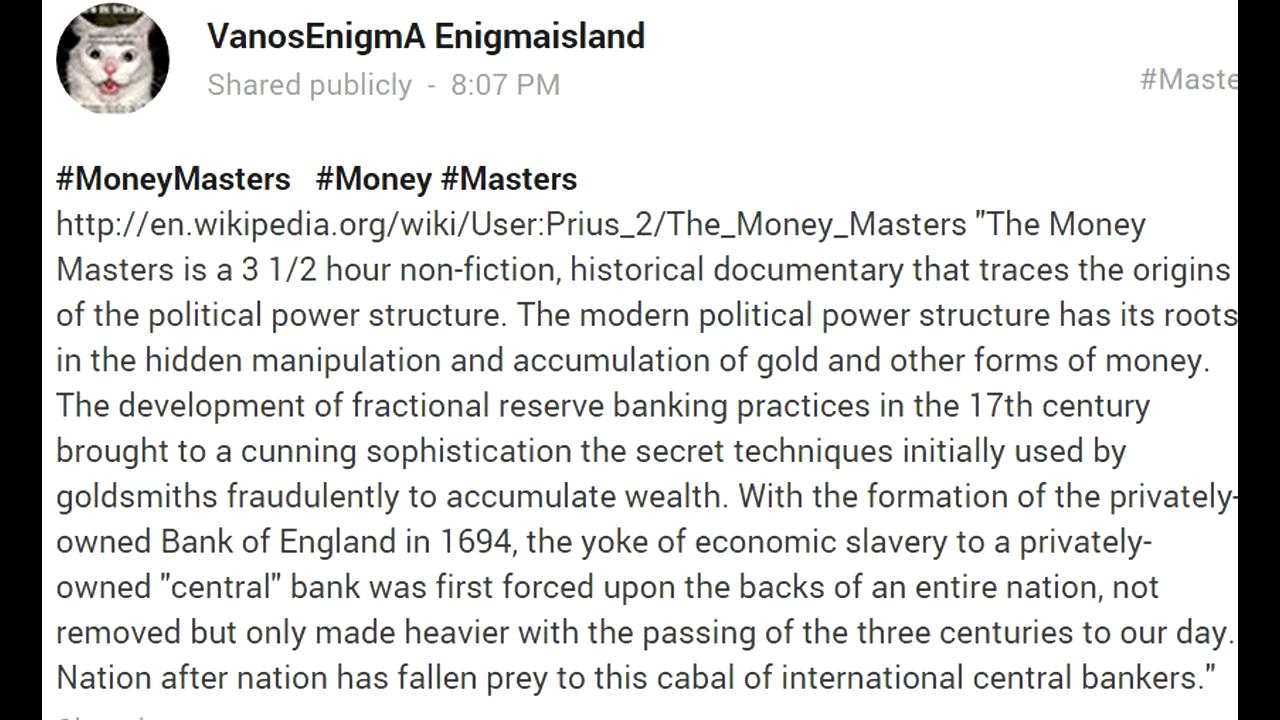 VanosEnigmA Enigmaisland
Shared publicly - 8:07 PM
#Maste
#MoneyMasters #Money #Masters
http://en.wikipedia.org/wiki/User:Prius_2/The_Money_Masters "The Money
Masters is a 3 1/2 hour non-fiction, historical documentary that traces the origins
of the political power structure. The modern political power structure has its roots
in the hidden manipulation and accumulation of gold and other forms of money.
The development of fractional reserve banking practices in the 17th century
brought to a cunning sophistication the secret techniques initially used by
goldsmiths fraudulently to accumulate wealth. With the formation of the privately-
owned Bank of England in 1694, the yoke of economic slavery to a privately-
owned "central" bank was first forced upon the backs of an entire nation, not
removed but only made heavier with the passing of the three centuries to our day.
Nation after nation has fallen prey to this cabal of international central bankers."